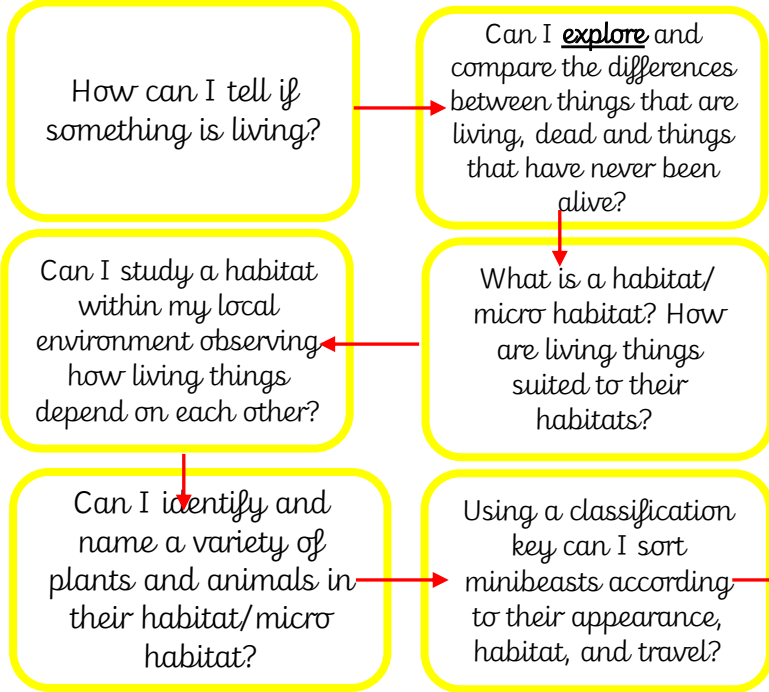 How can I tell if
something is living?
Can I explore and
compare the differences
between things that are
living, dead and things
that have never been
alive?
What is a habitat/
micro habitat? How
are living things
suited to their
habitats?
Can I study a habitat
within my local
environment observing
how living things
depend on each other?
Can I identify and
name a variety of
plants and animals in
their habitat/micro
habitat?
Using a classification
key can I sort
minibeasts according
to their appearance,
habitat, and travel?